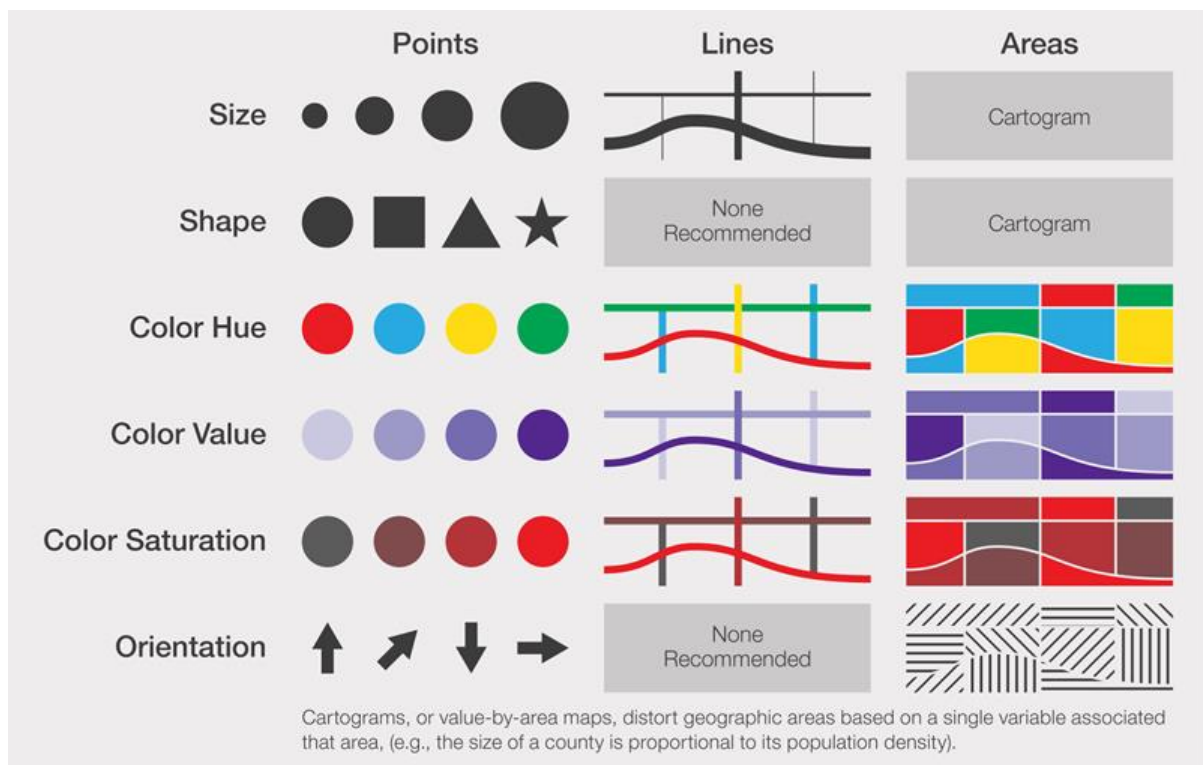 Points Lines Areas
Size
Cartogram
Shape
None
Recommended
Cartogram
Color Hue
Color Value
Color Saturation
Orientation
None
Recommended
Cartograms, or value-by-area maps, distort geographic areas based on a single variable associated
that area, (e.g., the size of a county is proportional to its population density).